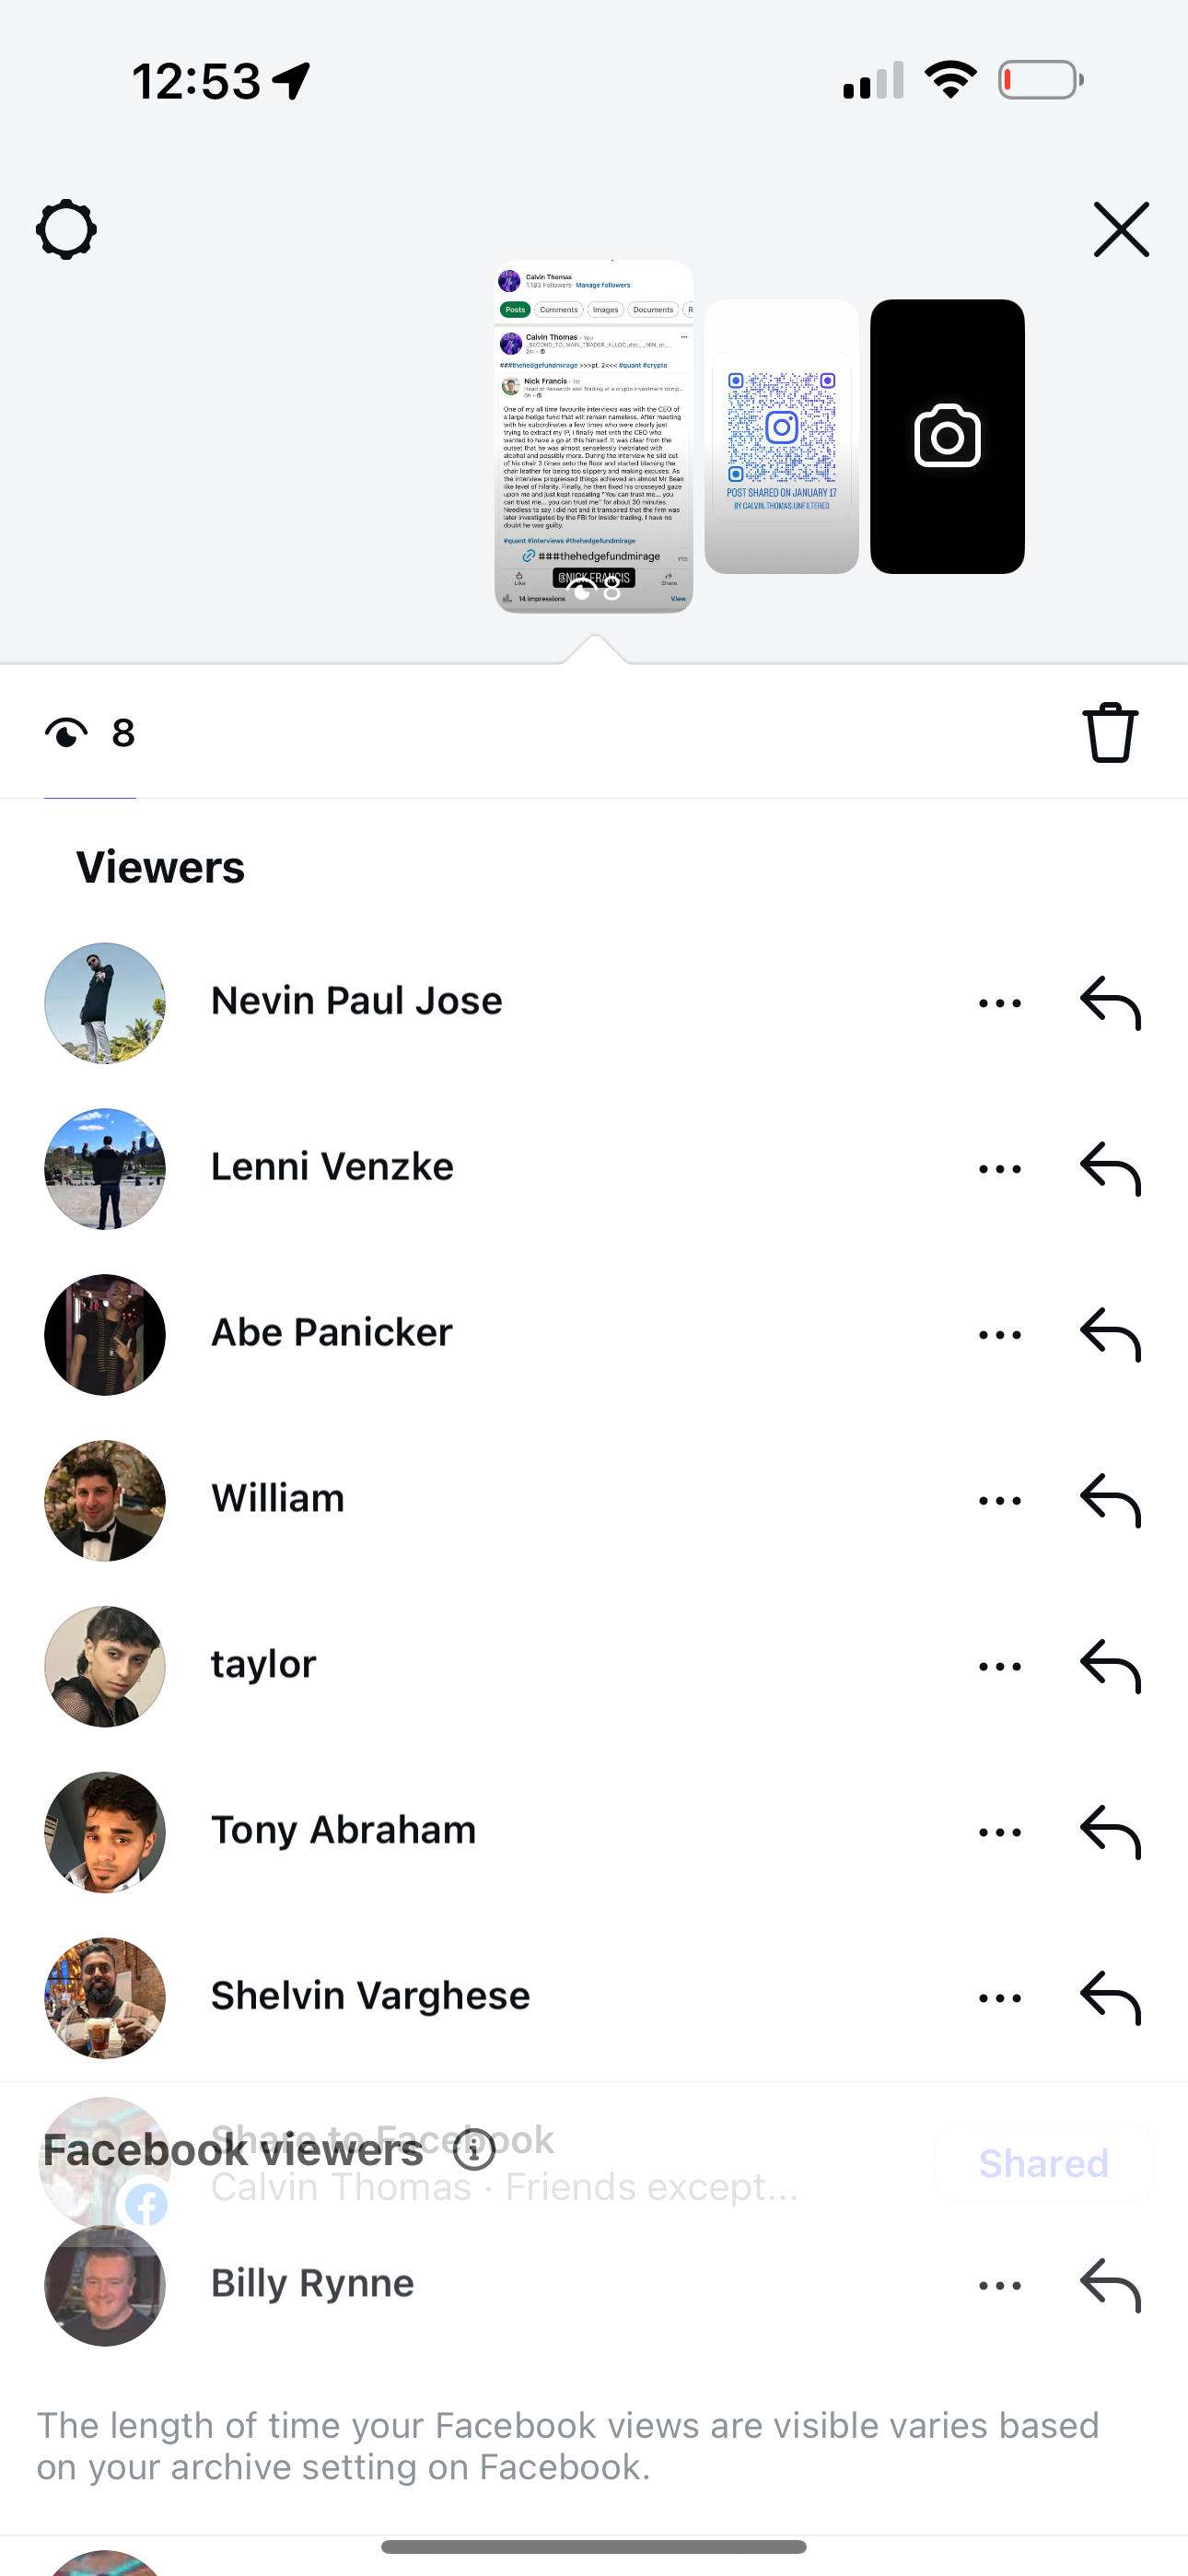 12:53
Calvin Thomas
1,183 Followers Manage followers
Posts Comments Images Documents R
Calvin Thomas · You
2m ·
###thehedgefundmirage >>>pt. 2<<< #quant #crypto
Nick Francis · 1st
Head of Research and Trading at a crypto investment comp...
6h ·
One of my all time favourite interviews was with the CEO of
a large hedge fund that will remain nameless. After meeting
with his subordinates a few times who were clearly just
trying to extract my IP, I finally met with the CEO who
wanted to have a go at this himself. It was clear from the
outset that he was almost senselessly inebriated with
alcohol and possibly more. During the interview he slid out
of his chair 3 times onto the floor and started blaming the
chair leather for being too slippery and making excuses. As
the interview progressed things achieved an almost Mr Bean
like level of hilarity. Finally, he then fixed his crosseyed gaze
upon me and just kept repeating "You can trust me... you
can trust me... you can trust me" for about 30 minutes.
Needless to say I did not and it transpired that the firm was
later investigated by the FBI for insider trading. I have no
doubt he was guilty.
#quant #interviews #thehedgefundmirage
###thehedgefundmirage
Like @NICK FRANCIS Share
8
14 impressions View
POST SHARED ON JANUARY 17
BY CALVIN.THOMAS.UNFILTERED
8
Viewers
Nevin Paul Jose
Lenni Venzke
Abe Panicker
William
taylor
Tony Abraham
Shelvin Varghese
Share to Facebook
Facebook viewers
Shared
Calvin Thomas · Friends except...
Billy Rynne
The length of time your Facebook views are visible varies based
on your archive setting on Facebook.